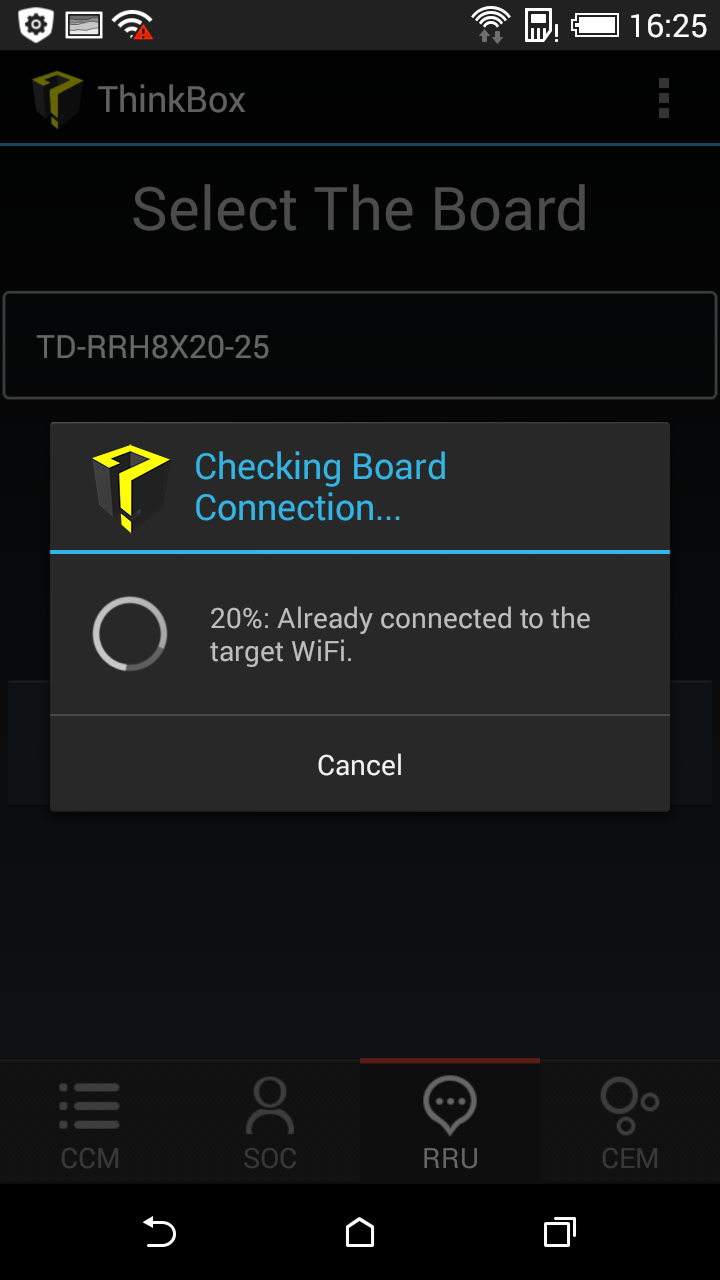 16:25
ThinkBox
Select The Board
TD-RRH8X20-25
Checking Board
Connection...
20%: Already connected to the
target WiFi.
Cancel
CCM
SOC
RRU
CEM